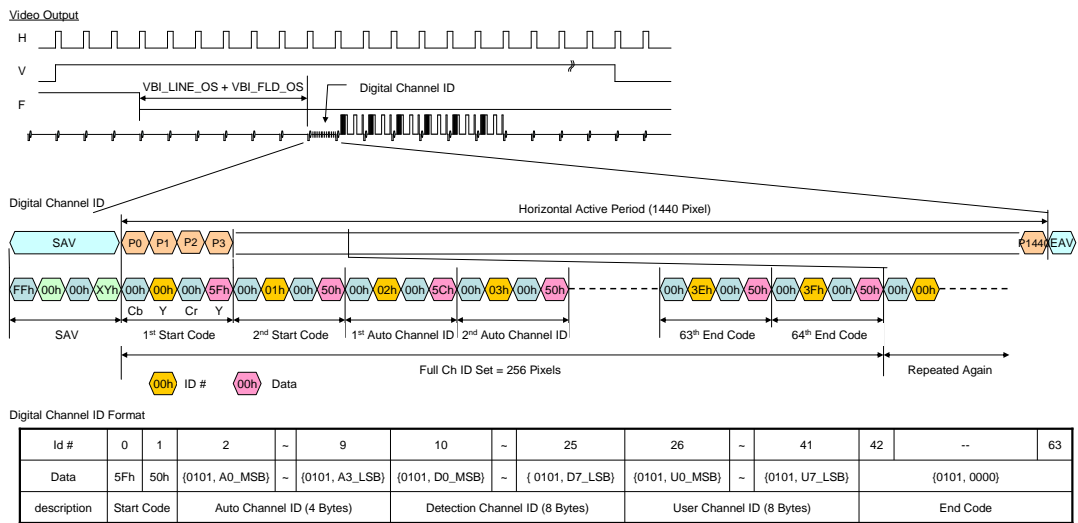 Video Output
H
V
VBI_LINE_OS + VBI_FLD_OS
Digital Channel ID
F
Digital Channel ID
Horizontal Active Period (1440 Pixel)
SAV P0 P1 P2 P3 P1440 EAV
FFh 00h 00h XYh 00h 00h 00h 5Fh 00h 01h 00h 50h 00h 02h 00h 5Ch 00h 03h 00h 50h 00h 3Eh 00h 50h 00h 3Fh 00h 50h 00h 00h
Cb Y Cr Y
SAV 1st Start Code 2nd Start Code 1st Auto Channel ID 2nd Auto Channel ID 63th End Code 64th End Code
Full Ch ID Set = 256 Pixels Repeated Again
00h ID # 00h Data
Digital Channel ID Format
Id # 0 1 2 ~ 9 10 ~ 25 26 ~ 41 42 -- 63
Data 5Fh 50h {0101, A0_MSB} ~ {0101, A3_LSB} {0101, D0_MSB} ~ { 0101, D7_LSB} {0101, U0_MSB} ~ {0101, U7_LSB} {0101, 0000}
description Start Code Auto Channel ID (4 Bytes) Detection Channel ID (8 Bytes) User Channel ID (8 Bytes) End Code